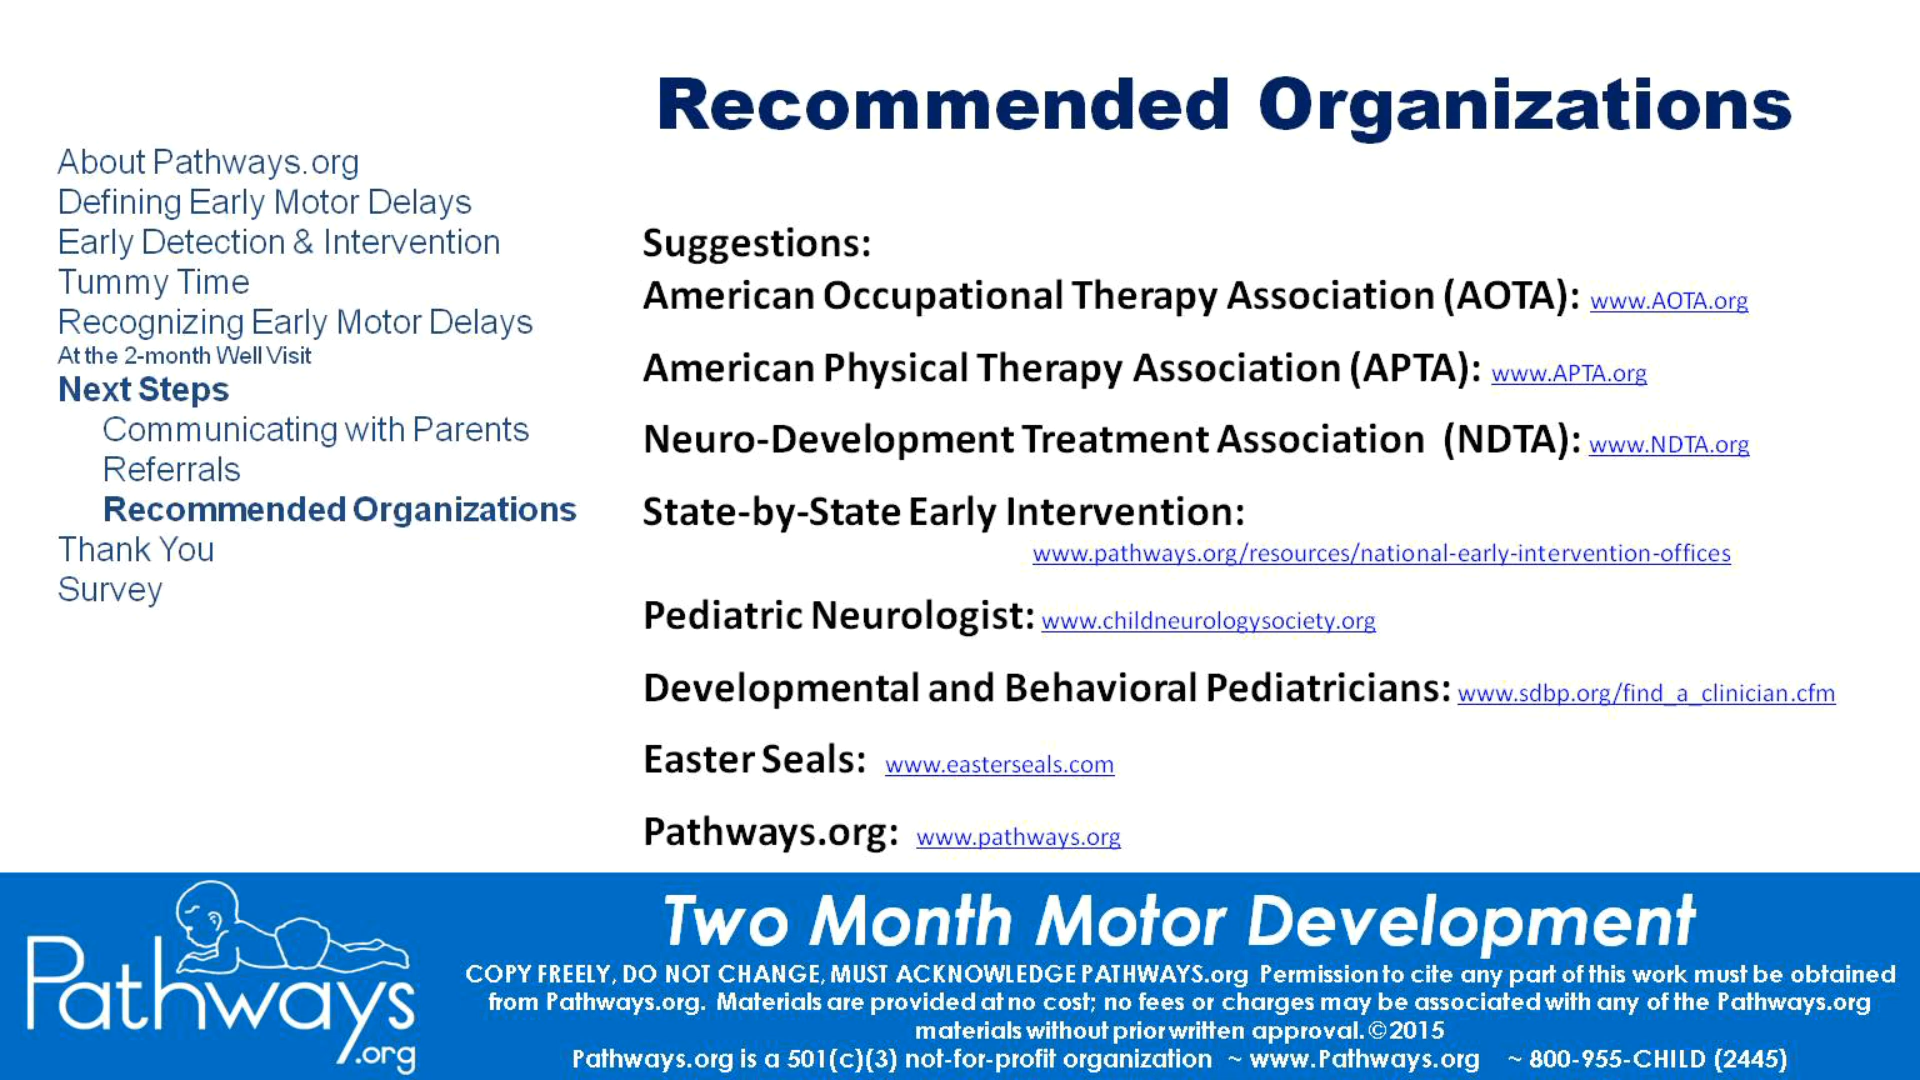 Recommended Organizations
About Pathways.org
Defining Early Motor Delays
Early Detection & Intervention
Tummy Time
Recognizing Early Motor Delays
At the 2-month Well Visit
Next Steps
Communicating with Parents
Referrals
Recommended Organizations
Thank You
Survey
Suggestions:
American Occupational Therapy Association (AOTA): www.AOTA.org
American Physical Therapy Association (APTA): www.APTA.org
Neuro-Development Treatment Association (NDTA): www.NDTA.org
State-by-State Early Intervention:
www.pathways.org/resources/national-early-intervention-offices
Pediatric Neurologist: www.childneurologysociety.org
Developmental and Behavioral Pediatricians: www.sdbp.org/find_a_clinician.cfm
Easter Seals: www.easterseals.com
Pathways.org: www.pathways.org
Pathways
.org
Two Month Motor Development
COPY FREELY, DO NOT CHANGE, MUST ACKNOWLEDGE PATHWAYS.org Permission to cite any part of this work must be obtained
from Pathways.org. Materials are provided at no cost; no fees or charges may be associated with any of the Pathways.org
materials without prior written approval. ©2015
Pathways.org is a 501(c)(3) not-for-profit organization ~ www.Pathways.org ~ 800-955-CHILD (2445)